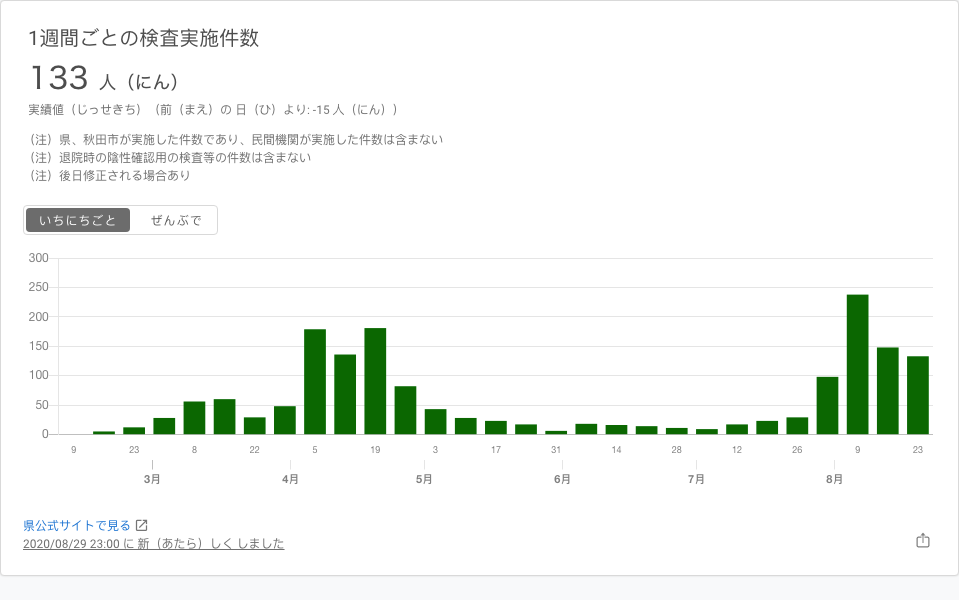 1週間ごとの検査実施件数
133 人（にん）
実績値（じっせきち）（前（まえ）の 日（ひ）より: -15 人（にん））
（注）県、秋田市が実施した件数であり、民間機関が実施した件数は含まない
（注）退院時の陰性確認用の検査等の件数は含まない
（注）後日修正される場合あり
いちにちごと ぜんぶで
300
250
200
150
100
50
0
9 23 8 22 5 19 3 17 31 14 28 12 26 9 23
3月 4月 5月 6月 7月 8月
県公式サイトで見る
2020/08/29 23:00 に 新（あたら）しく しました